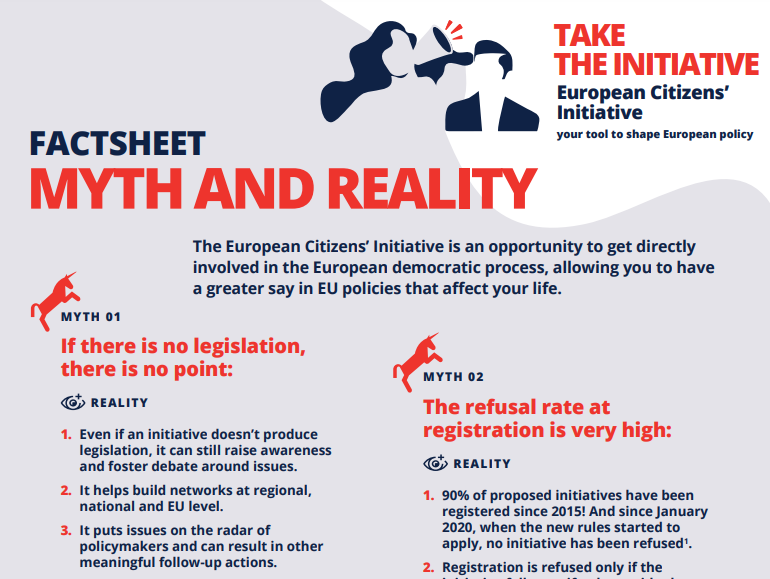 TAKE
THE INITIATIVE
European Citizens'
Initiative
your tool to shape European policy
FACTSHEET
MYTH AND REALITY
The European Citizens' Initiative is an opportunity to get directly
involved in the European democratic process, allowing you to have
a greater say in EU policies that affect your life.
MYTH 01
If there is no legislation,
there is no point:
REALITY
1. Even if an initiative doesn't produce
legislation, it can still raise awareness
and foster debate around issues.
2. It helps build networks at regional,
national and EU level.
3. It puts issues on the radar of
policymakers and can result in other
meaningful follow-up actions.
MYTH 02
The refusal rate at
registration is very high:
REALITY
1. 90% of proposed initiatives have been
registered since 2015! And since January
2020, when the new rules started to
apply, no initiative has been refused¹.
2. Registration is refused only if the